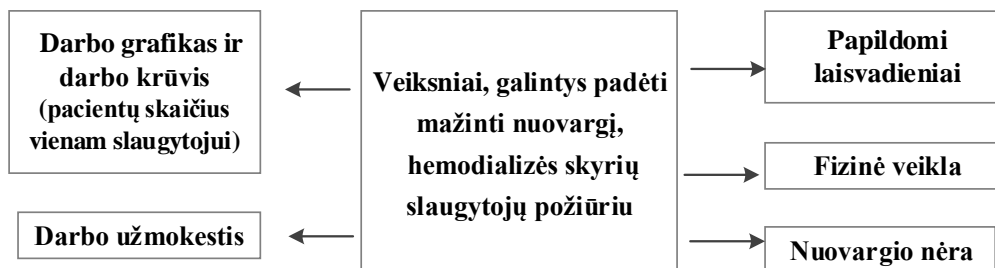 Darbo grafikas ir
darbo krūvis
(pacientų skaičius
vienam slaugytojui)
Darbo užmokestis
Veiksniai, galintys padėti
mažinti nuovargį,
hemodializės skyrių
slaugytojų požiūriu
Papildomi
laisvadieniai
Fizinė veikla
Nuovargio nėra